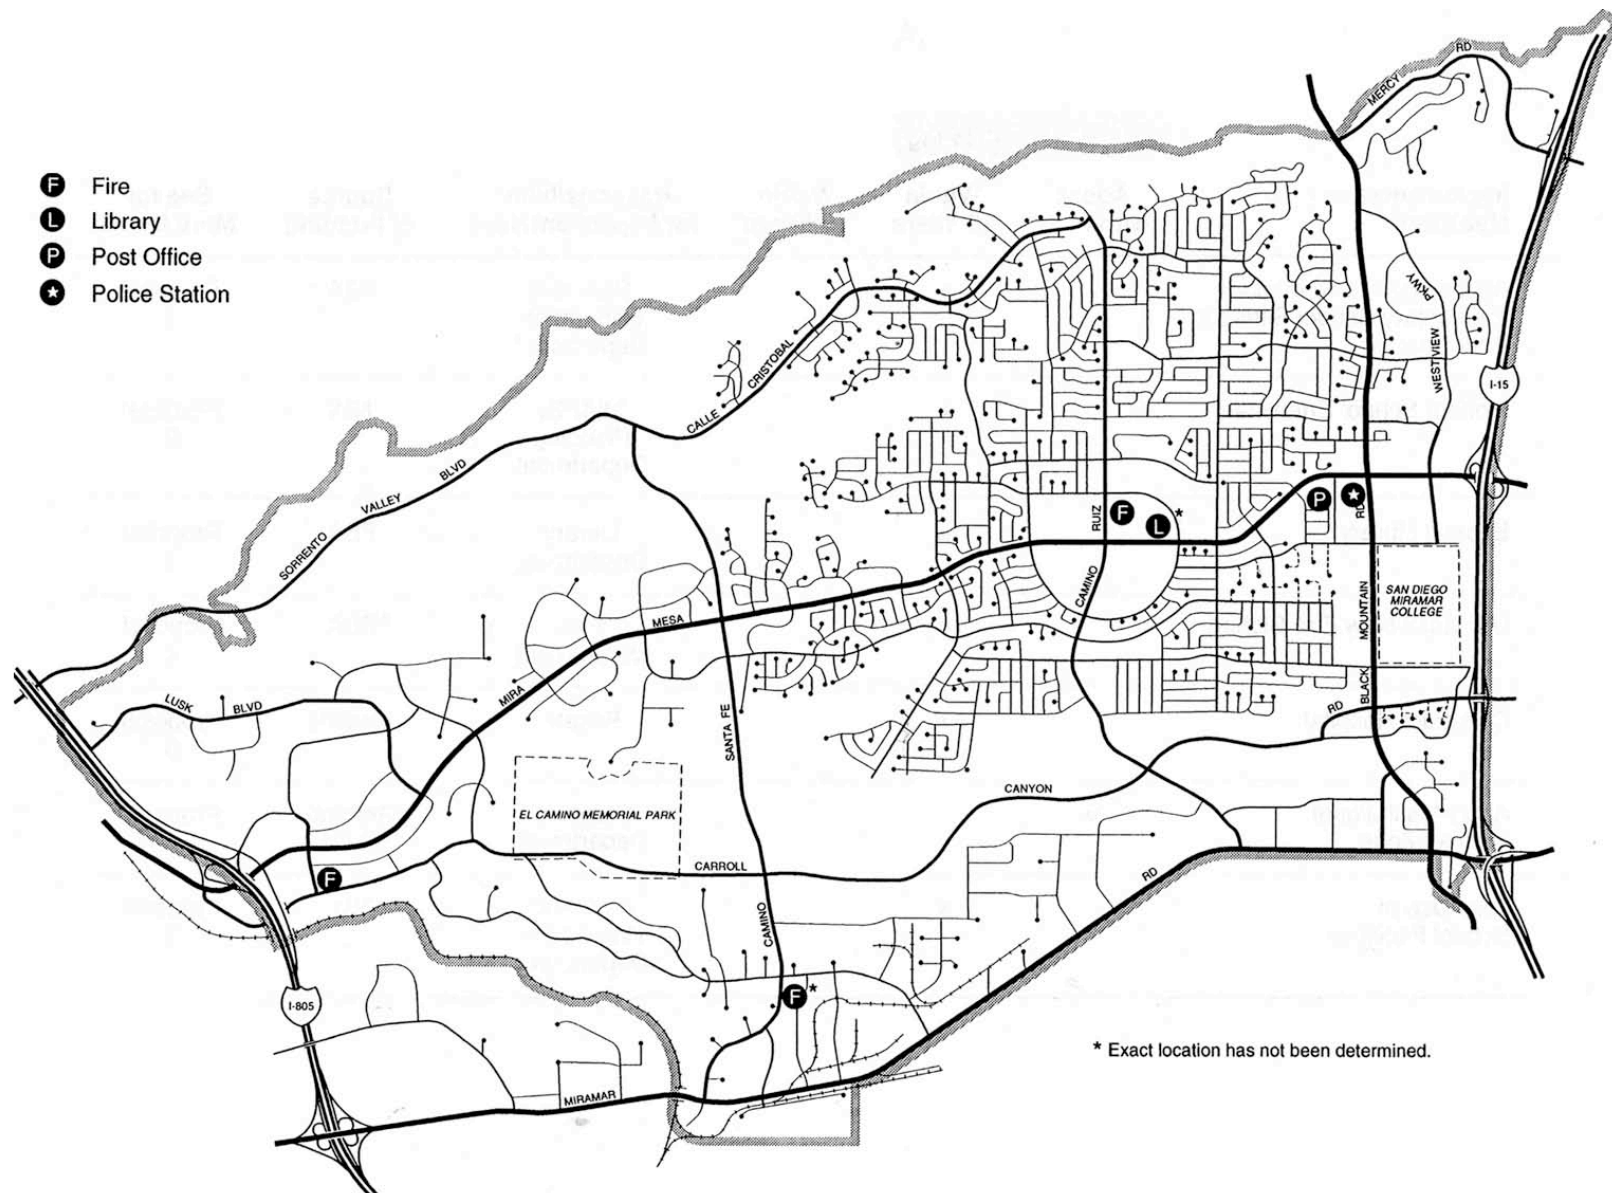 F Fire
L Library
P Post Office
Police Station
MERCY
RD
PKWY
WESTVIEW
I-15
CALLE
CRISTOBAL
SORRENTO
VALLEY
BLVD
RUIZ
CAMINO
F
L *
P
RD
MOUNTAIN
BLACK
SAN DIEGO
MIRAMAR
COLLEGE
MIRA
MESA
LUSK
BLVD
SANTA FE
CAMINO
EL CAMINO MEMORIAL PARK
CARROLL
CANYON
RD
F
F *
I-805
MIRAMAR
RD
* Exact location has not been determined.